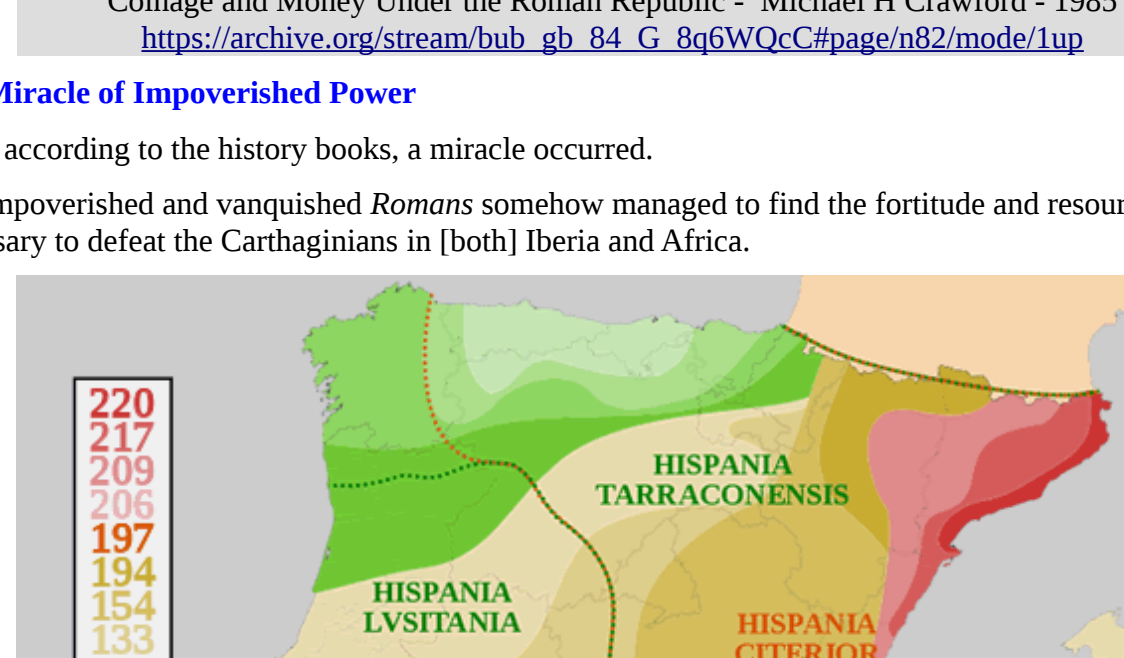 Coinage and Money Under the Roman Republic - Michael H Crawford - 1985
https://archive.org/stream/bub_gb_84_G_8q6WQcC#page/n82/mode/1up
Miracle of Impoverished Power
according to the history books, a miracle occurred.
mpoverished and vanquished Romans somehow managed to find the fortitude and resour
sary to defeat the Carthaginians in [both] Iberia and Africa.
220
217
209
206
197
194
154
133
HISPANIA
TARRACONENSIS
HISPANIA
LVSITANIA
HISPANIA
CITERIOR